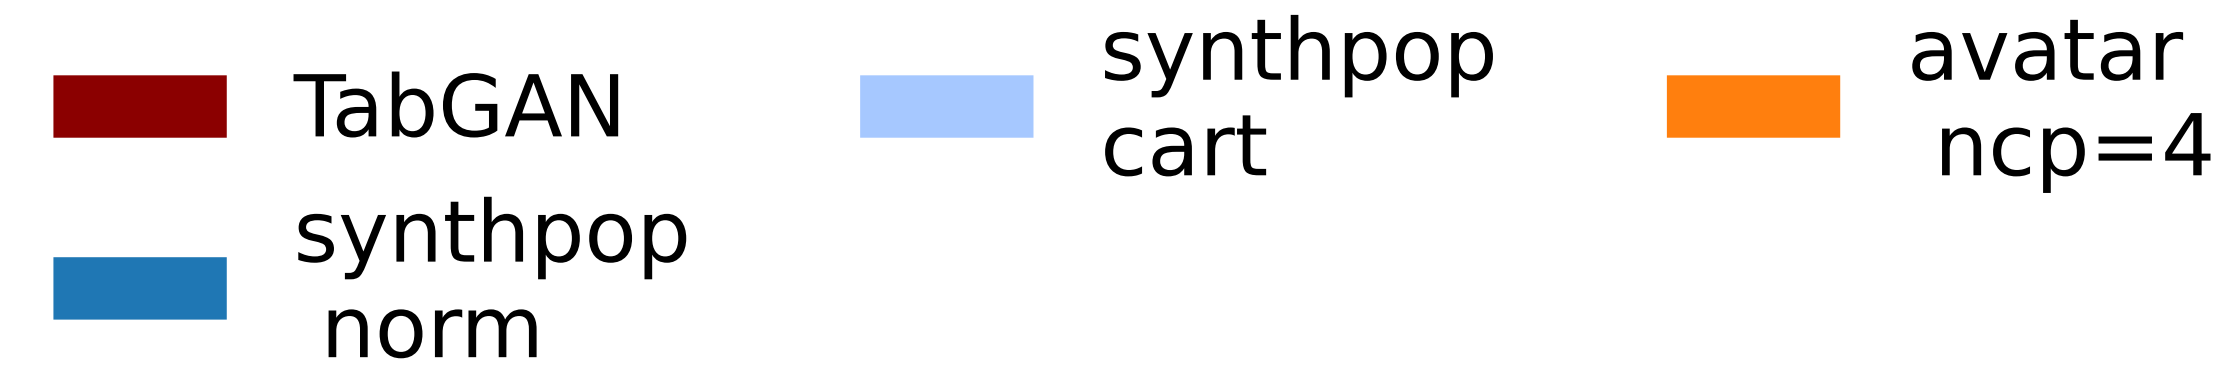 TabGAN
synthpop
norm
synthpop
cart
avatar
ncp=4